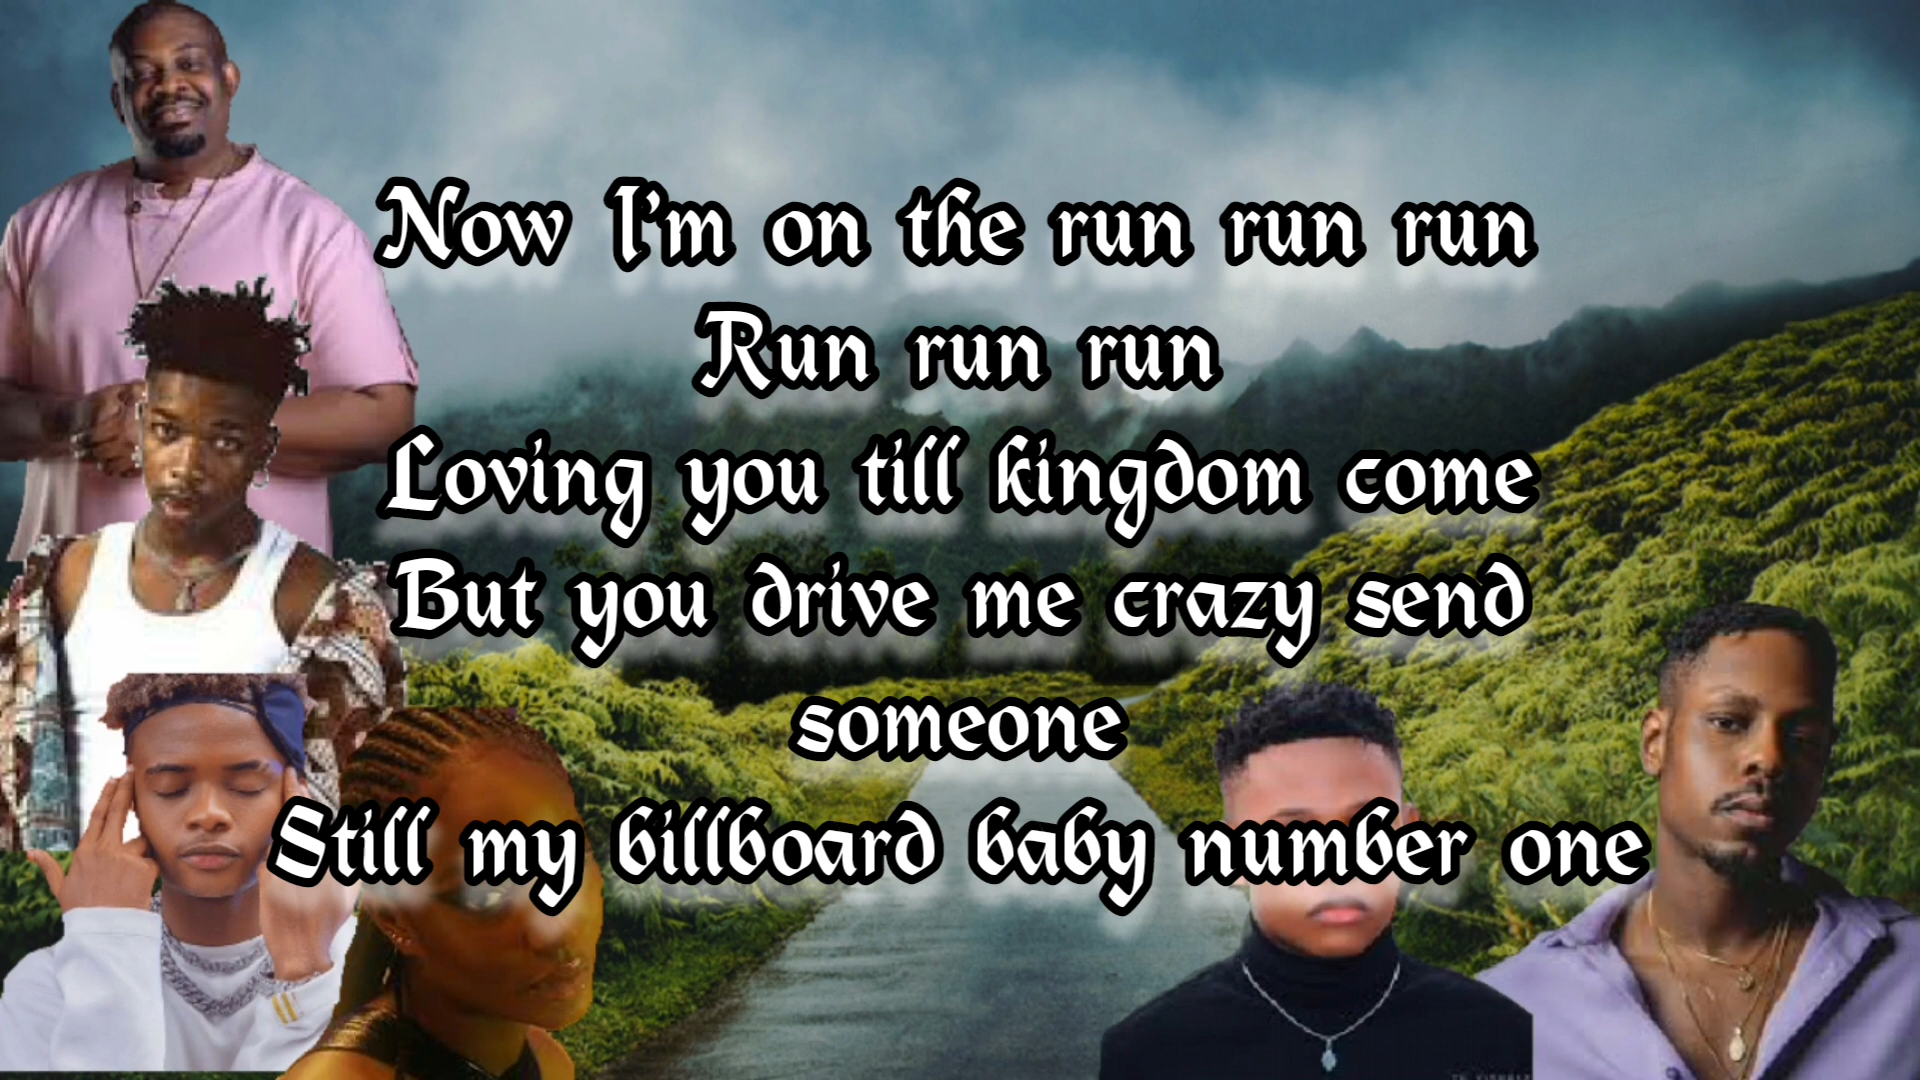 Now I'm on the run run run
Run run run
Loving you till kingdom come
But you drive me crazy send
someone
Still my billboard baby number one